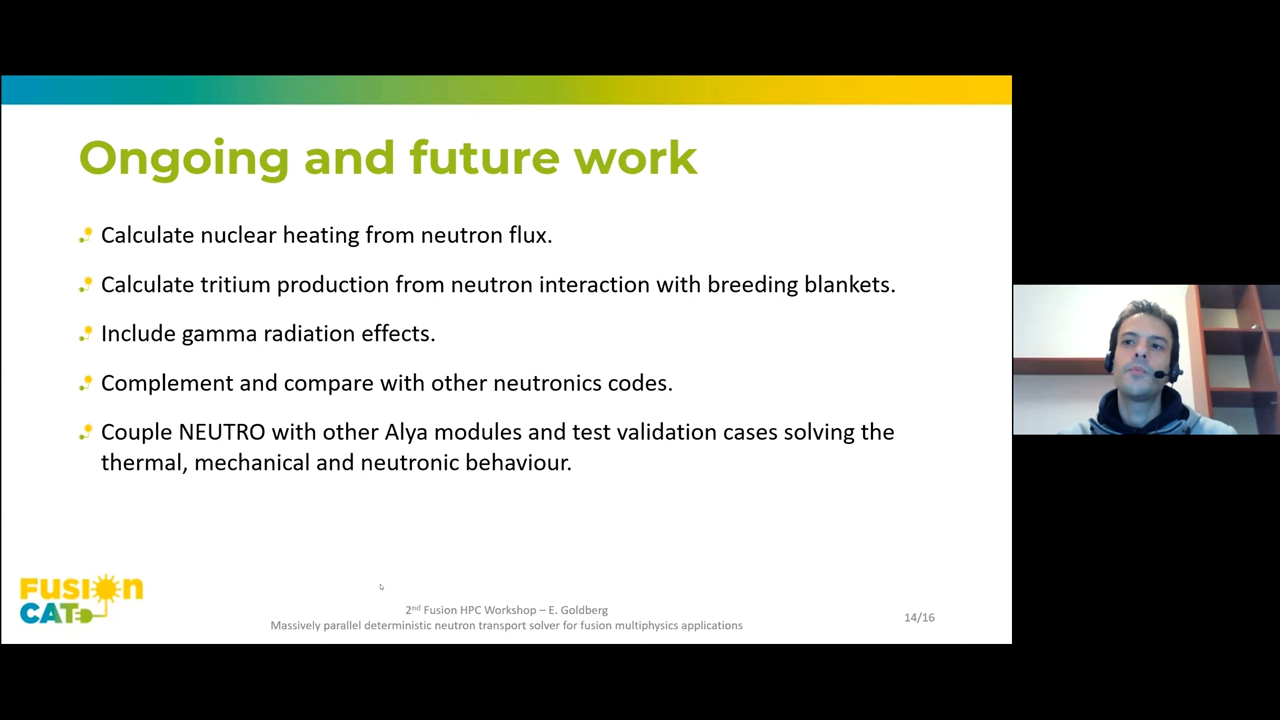 Ongoing and future work
Calculate nuclear heating from neutron flux.
Calculate tritium production from neutron interaction with breeding blankets.
Include gamma radiation effects.
Complement and compare with other neutronics codes.
Couple NEUTRO with other Alya modules and test validation cases solving the
thermal, mechanical and neutronic behaviour.
FUSION
CAT
2nd Fusion HPC Workshop – E. Goldberg
Massively parallel deterministic neutron transport solver for fusion multiphysics applications
14/16